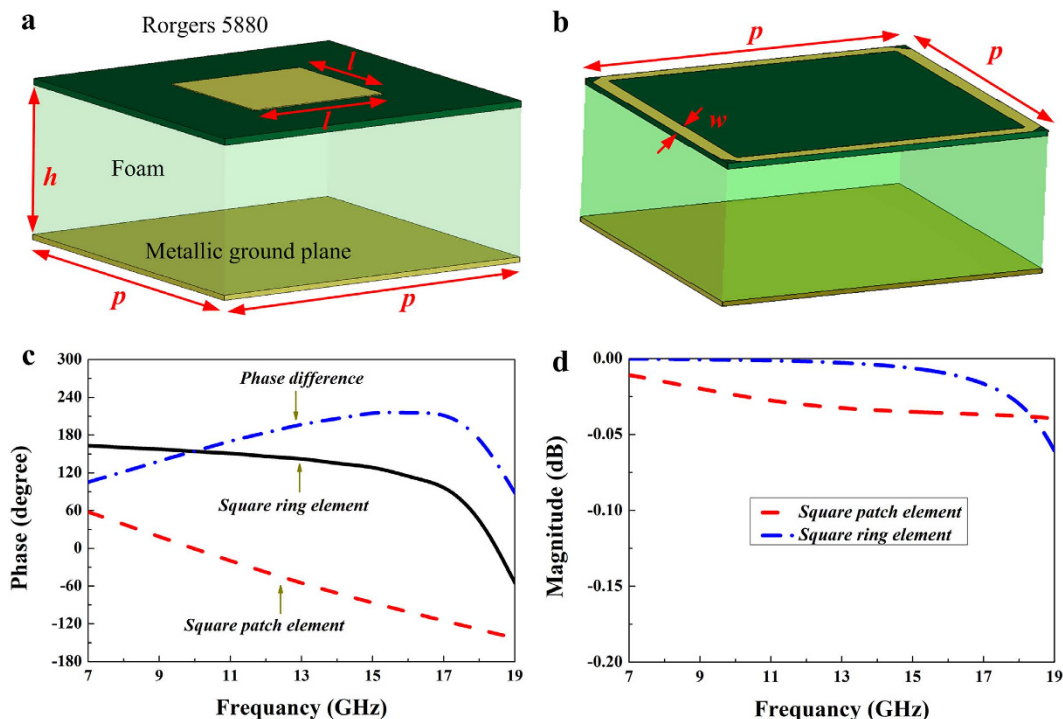 a
Rorgers 5880
l
l
h
Foam
Metallic ground plane
p
p
b
p
p
w
c
300
240
180
120
60
0
-60
-120
-180
Phase (degree)
Phase difference
Square ring element
Square patch element
7
9
11
13
15
17
19
Frequancy (GHz)
d
0.00
-0.05
-0.10
-0.15
-0.20
Magnitude (dB)
Square patch element
Square ring element
7
9
11
13
15
17
19
Frequancy (GHz)